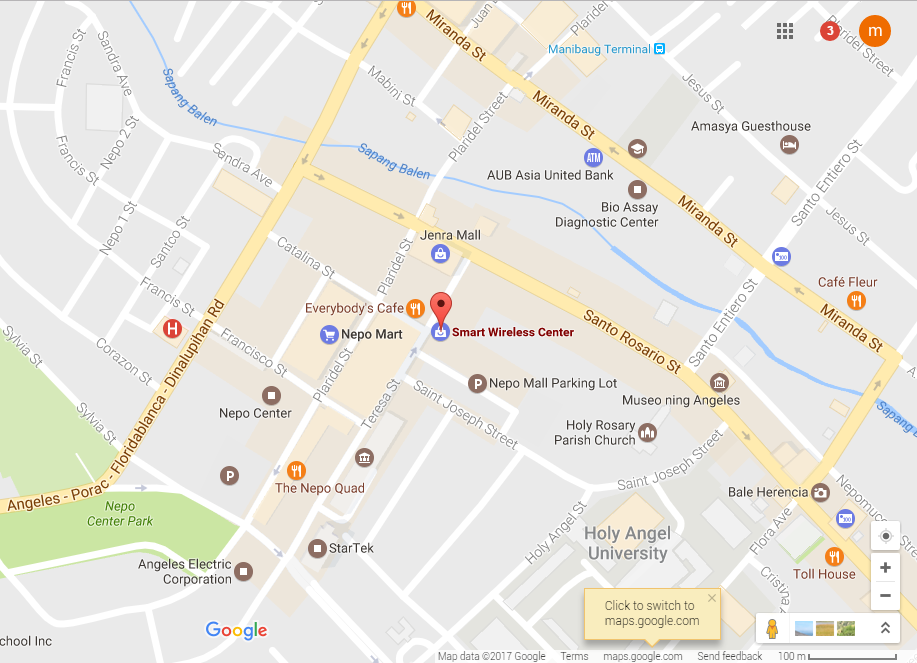 Miranda St
Juan
Plaridel
3
m
Plaridel Street
Francis St
Sandra Ave
Manibaug Terminal
Mabini St
Jesus St
Sapang Balen
Plaridel Street
Miranda St
Nepo 2 St
Amasya Guesthouse
Francis St
Sandra Ave
Sapang Balen
ATM
AUB Asia United Bank
Santo Entiero St
Bio Assay
Diagnostic Center
Nepo 1 St
Santco St
Jenra Mall
Miranda St
Jesus St
Catalina St
Plaridel St
Café Fleur
Francis St
Everybody's Cafe
Santo Entiero St
Miranda St
H
Nepo Mart
Smart Wireless Center
Santo Rosario St
Sylvia St
Corazon St
Francisco St
Angeles - Porac - Floridablanca - Dinalupihan Rd
Plaridel St
P
Nepo Mall Parking Lot
Museo ning Angeles
Sapang Balen
Sylvia St
Nepo Center
Teresa St
Saint Joseph Street
Holy Rosary
Parish Church
Saint Joseph Street
P
The Nepo Quad
Bale Herencia
Nepomuceno
Nepo
Center Park
Holy Angel St
Holy Angel
University
Flora Ave
StarTek
Angeles Electric
Corporation
Toll House
Cristina
Click to switch to
maps.google.com
Google
chool Inc
Map data ©2017 Google
Terms
maps.google.com
Send feedback
100 m